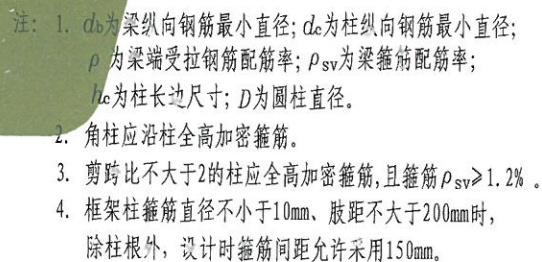 注: 1. db为梁纵向钢筋最小直径; dc为柱纵向钢筋最小直径;
ρ 为梁端受拉钢筋配筋率; ρsv为梁箍筋配筋率;
hc为柱长边尺寸; D为圆柱直径。
2. 角柱应沿柱全高加密箍筋。
3. 剪跨比不大于2的柱应全高加密箍筋,且箍筋ρsv≥1.2% 。
4. 框架柱箍筋直径不小于10mm、肢距不大于200mm时,
除柱根外, 设计时箍筋间距允许采用150mm。